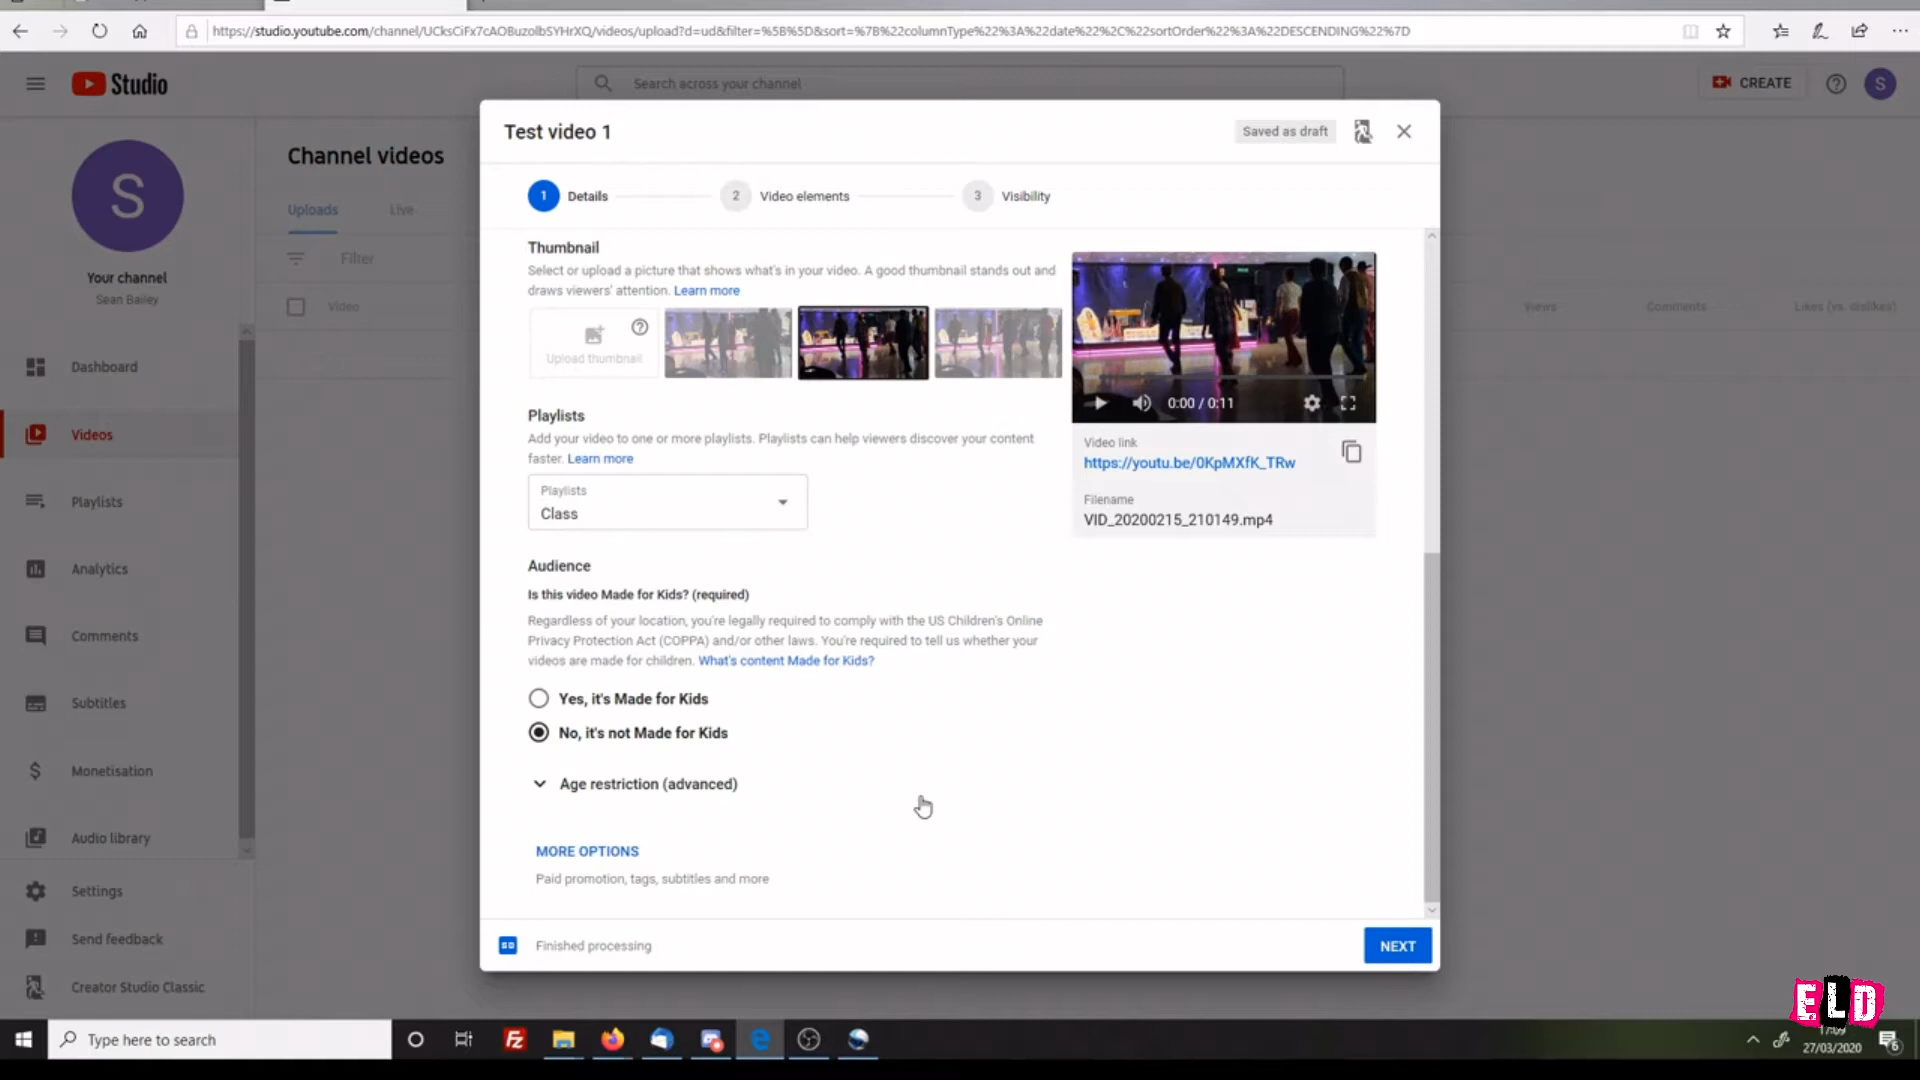 https://studio.youtube.com/channel/UCksCiFx7cAOBuzolbSYHrXQ/videos/upload?d=ud&filter=%5B%5D&sort=%7B%22columnType%22%3A%22date%22%2C%22sortOrder%22%3A%22DESCENDING%22%7D
Studio
Search across your channel
CREATE
S
S
Your channel
Sean Bailey
Dashboard
Videos
Playlists
Analytics
Comments
Subtitles
Monetisation
Audio library
Settings
Send feedback
Creator Studio Classic
Channel videos
Uploads
Live
Filter
Video
Views
Comments
Likes (vs. dislikes)
Test video 1
Saved as draft
1 Details
2 Video elements
3 Visibility
Thumbnail
Select or upload a picture that shows what's in your video. A good thumbnail stands out and
draws viewers' attention. Learn more
Upload thumbnail
Playlists
Add your video to one or more playlists. Playlists can help viewers discover your content
faster. Learn more
Playlists
Class
Audience
Is this video Made for Kids? (required)
Regardless of your location, you're legally required to comply with the US Children's Online
Privacy Protection Act (COPPA) and/or other laws. You're required to tell us whether your
videos are made for children. What's content Made for Kids?
Yes, it's Made for Kids
No, it's not Made for Kids
Age restriction (advanced)
MORE OPTIONS
Paid promotion, tags, subtitles and more
0:00 / 0:11
Video link
https://youtu.be/0KpMXfK_TRw
Filename
VID_20200215_210149.mp4
SD
Finished processing
NEXT
ELD
Type here to search
17:09
27/03/2020
6